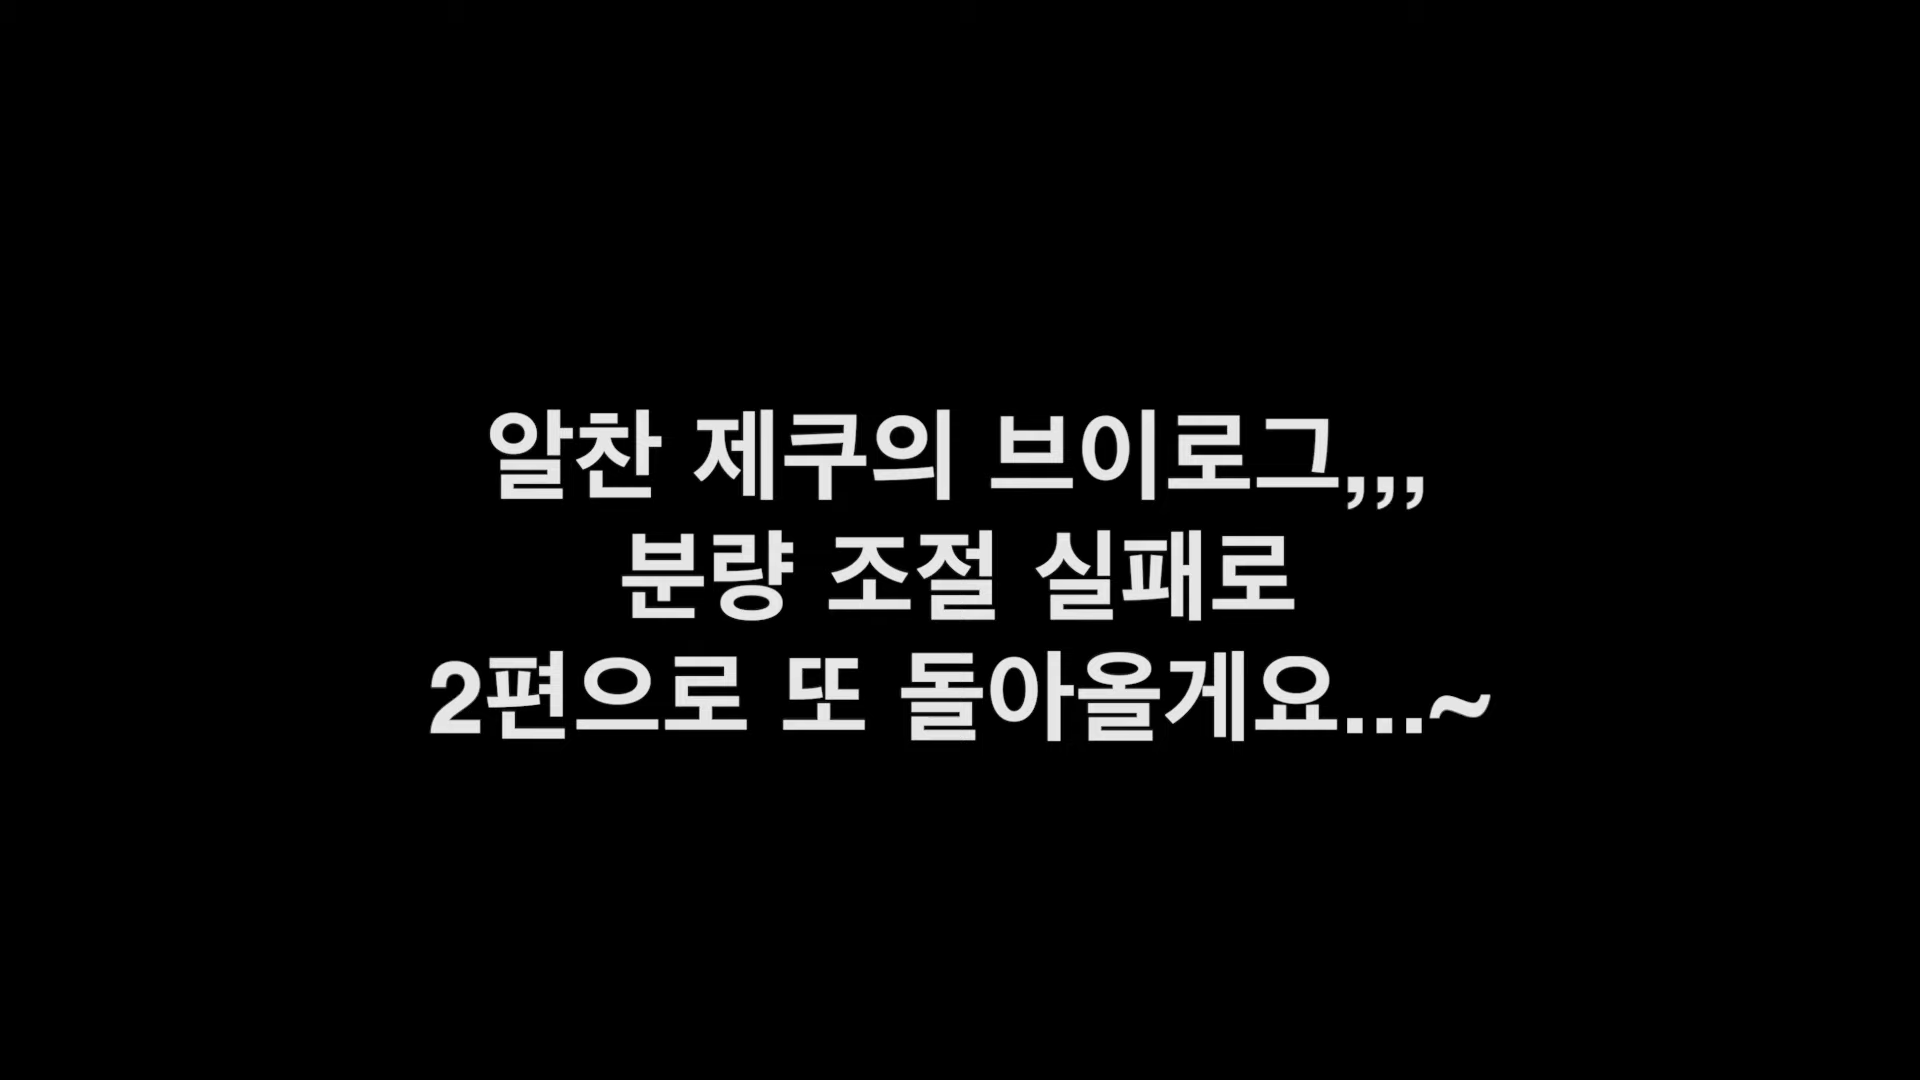 알찬 제쿠의 브이로그,,,
분량 조절 실패로
2편으로 또 돌아올게요...~